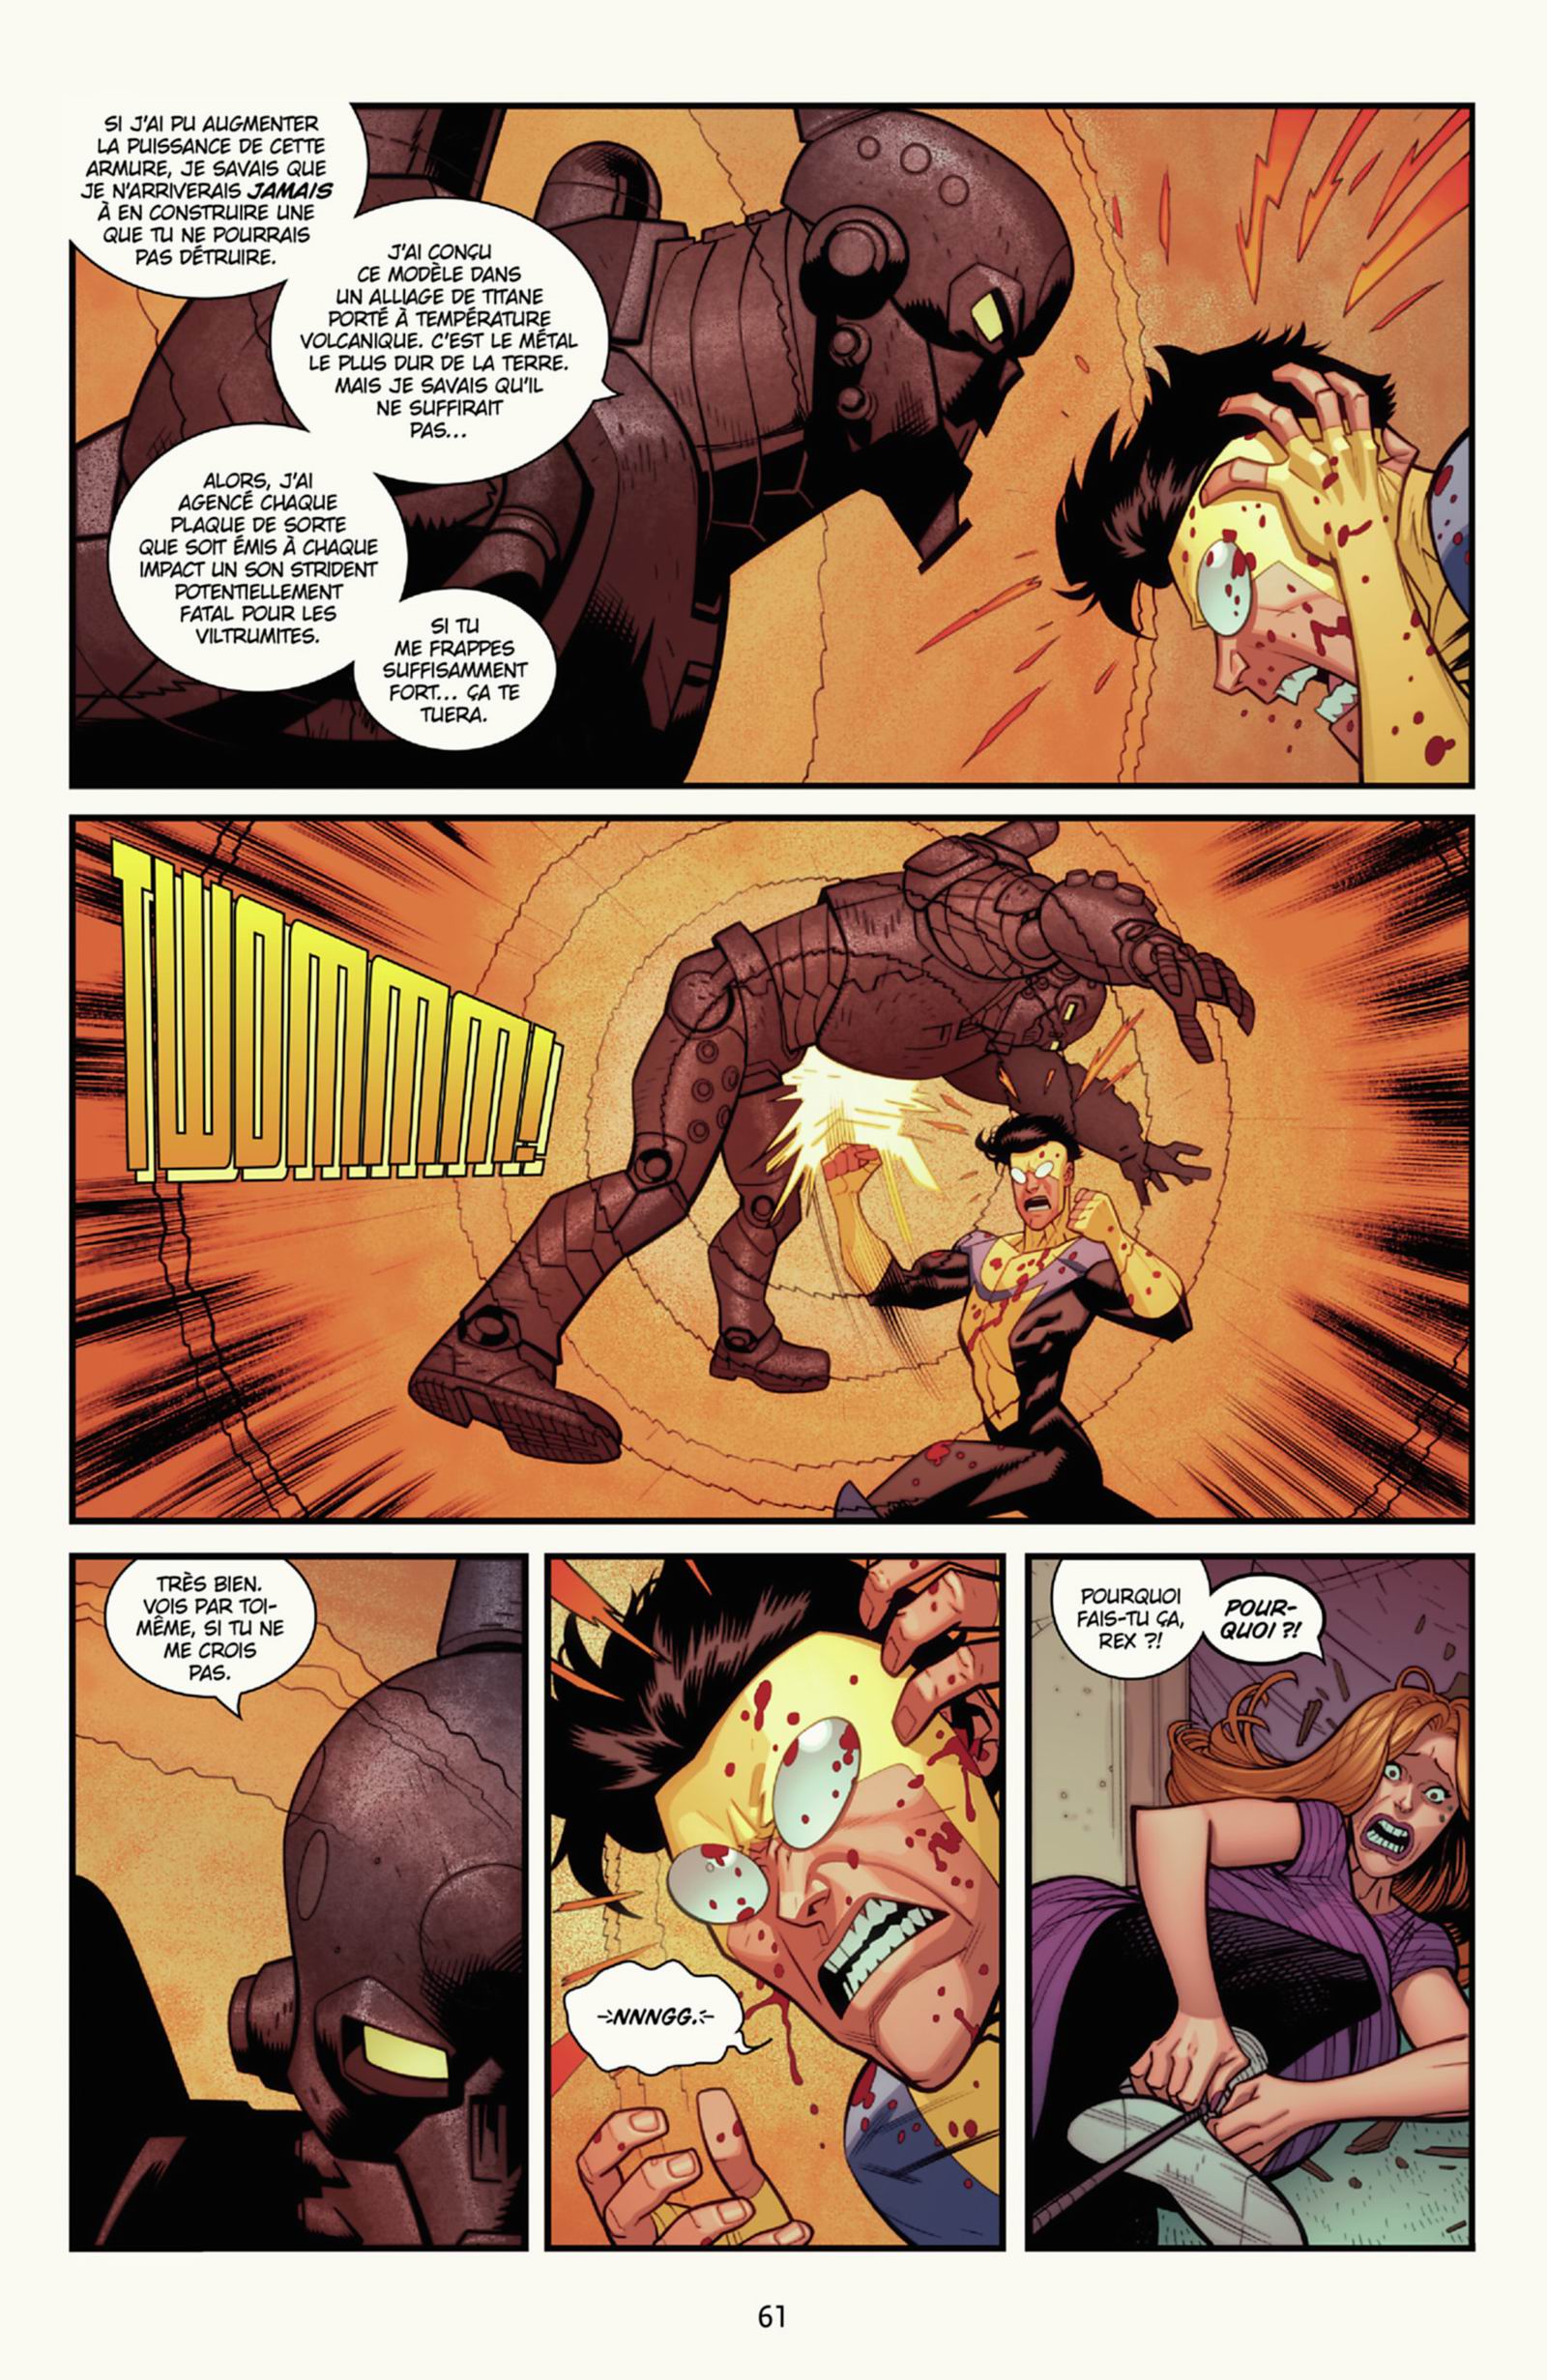 SI J'AI PU AUGMENTER
LA PUISSANCE DE CETTE
ARMURE, JE SAVAIS QUE
JE N'ARRIVERAIS JAMAIS
À EN CONSTRUIRE UNE
QUE TU NE POURRAIS
PAS DÉTRUIRE.
J'AI CONÇU
CE MODÈLE DANS
UN ALLIAGE DE TITANE
PORTÉ À TEMPÉRATURE
VOLCANIQUE. C'EST LE MÉTAL
LE PLUS DUR DE LA TERRE.
MAIS JE SAVAIS QU'IL
NE SUFFIRAIT
PAS...
ALORS, J'AI
AGENCÉ CHAQUE
PLAQUE DE SORTE
QUE SOIT ÉMIS À CHAQUE
IMPACT UN SON STRIDENT
POTENTIELLEMENT
FATAL POUR LES
VILTRUMITES.
SI TU
ME FRAPPES
SUFFISAMMENT
FORT... ÇA TE
TUERA.
TWOMMM!
TRÈS BIEN.
VOIS PAR TOI-
MÊME, SI TU NE
ME CROIS
PAS.
NNNGG.
POURQUOI
FAIS-TU ÇA,
REX ?!
POUR-
QUOI ?!
61